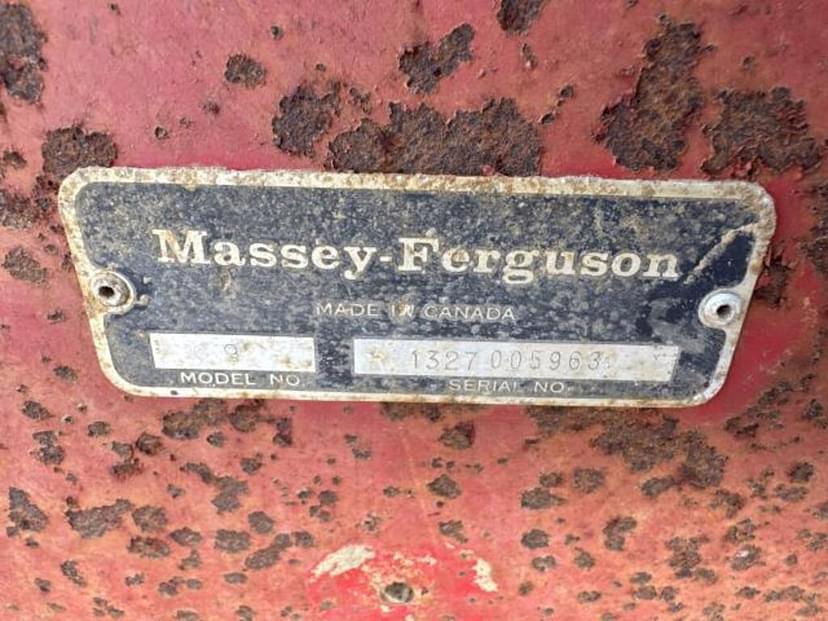 Massey-Ferguson
MADE IN CANADA
9 1327 005963
MODEL NO. SERIAL NO.